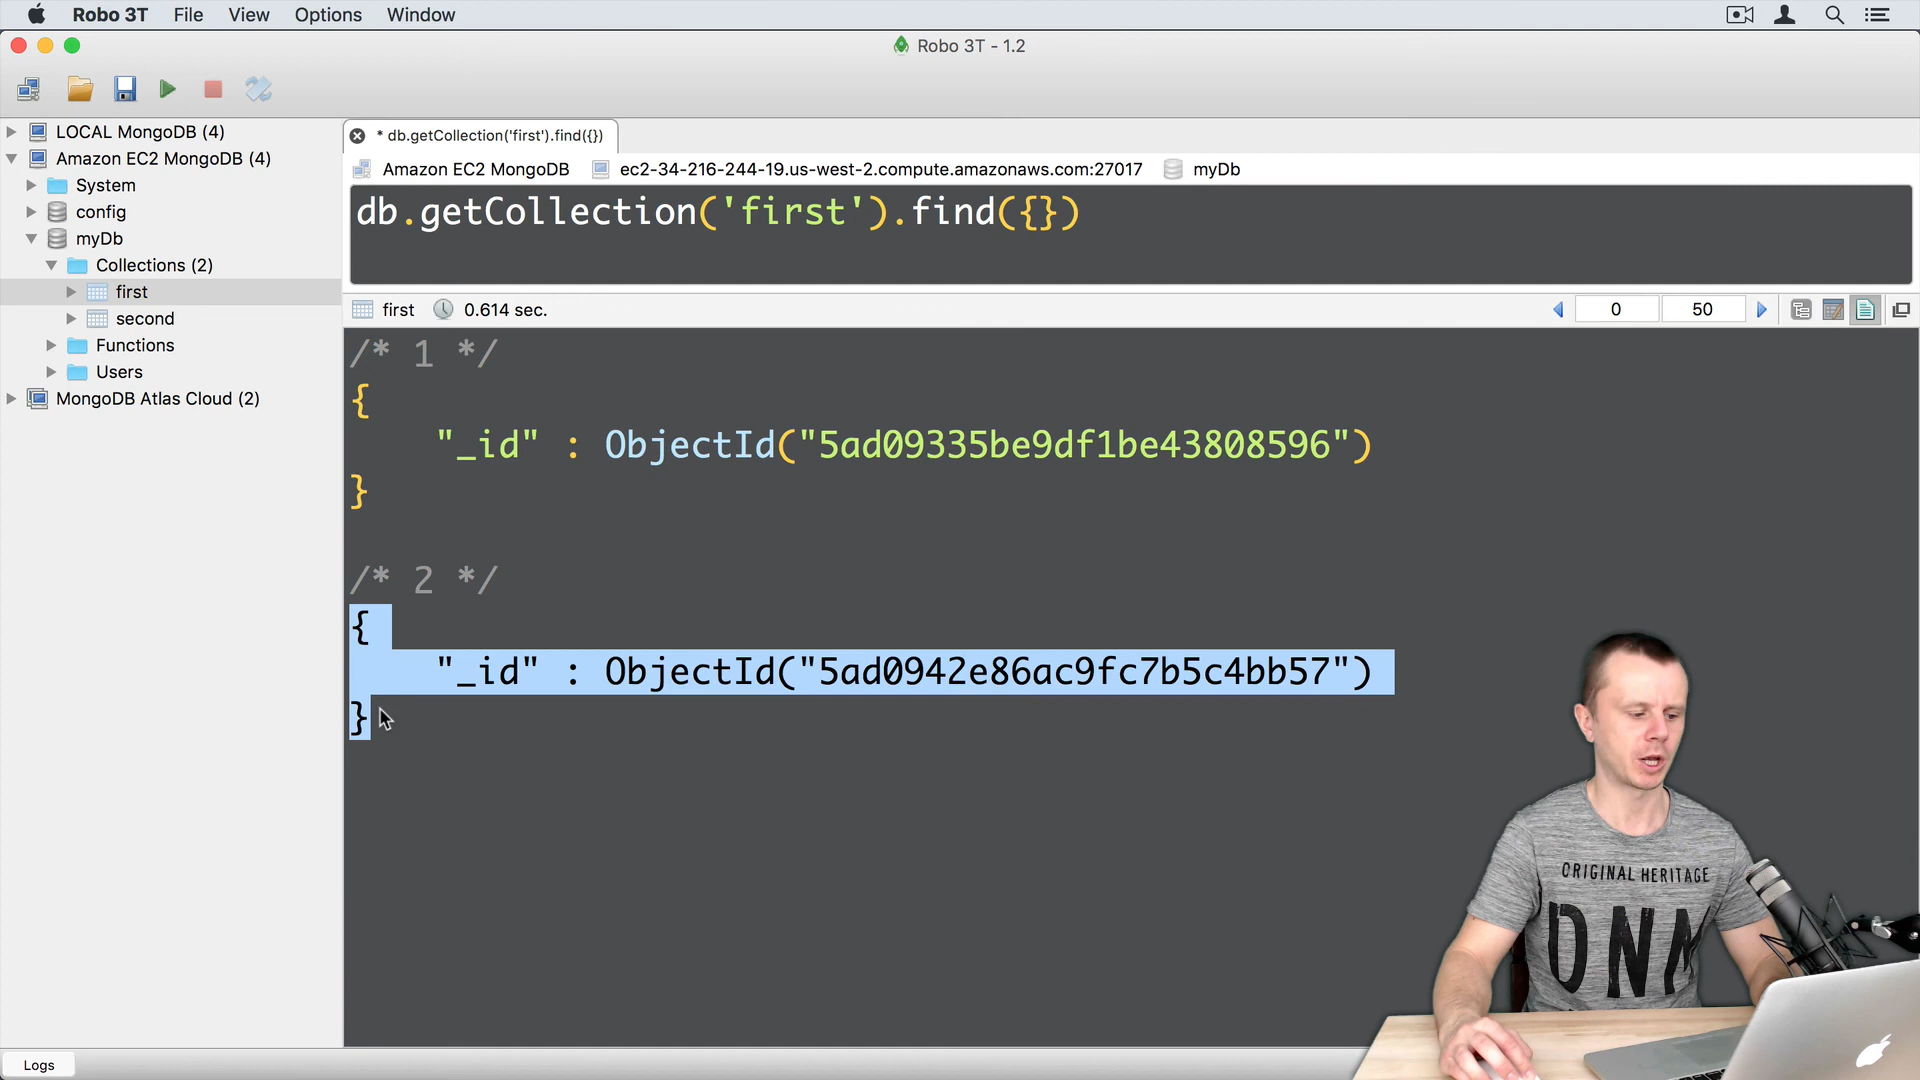 Robo 3T File View Options Window
Robo 3T - 1.2
LOCAL MongoDB (4)
Amazon EC2 MongoDB (4)
System
config
myDb
Collections (2)
first
second
Functions
Users
MongoDB Atlas Cloud (2)
* db.getCollection('first').find({})
Amazon EC2 MongoDB ec2-34-216-244-19.us-west-2.compute.amazonaws.com:27017 myDb
db.getCollection('first').find({})
first 0.614 sec. 0 50
/* 1 */
{
"_id" : ObjectId("5ad09335be9df1be43808596")
}
/* 2 */
{
"_id" : ObjectId("5ad0942e86ac9fc7b5c4bb57")
}
ORIGINAL HERITAGE
DNA
Logs